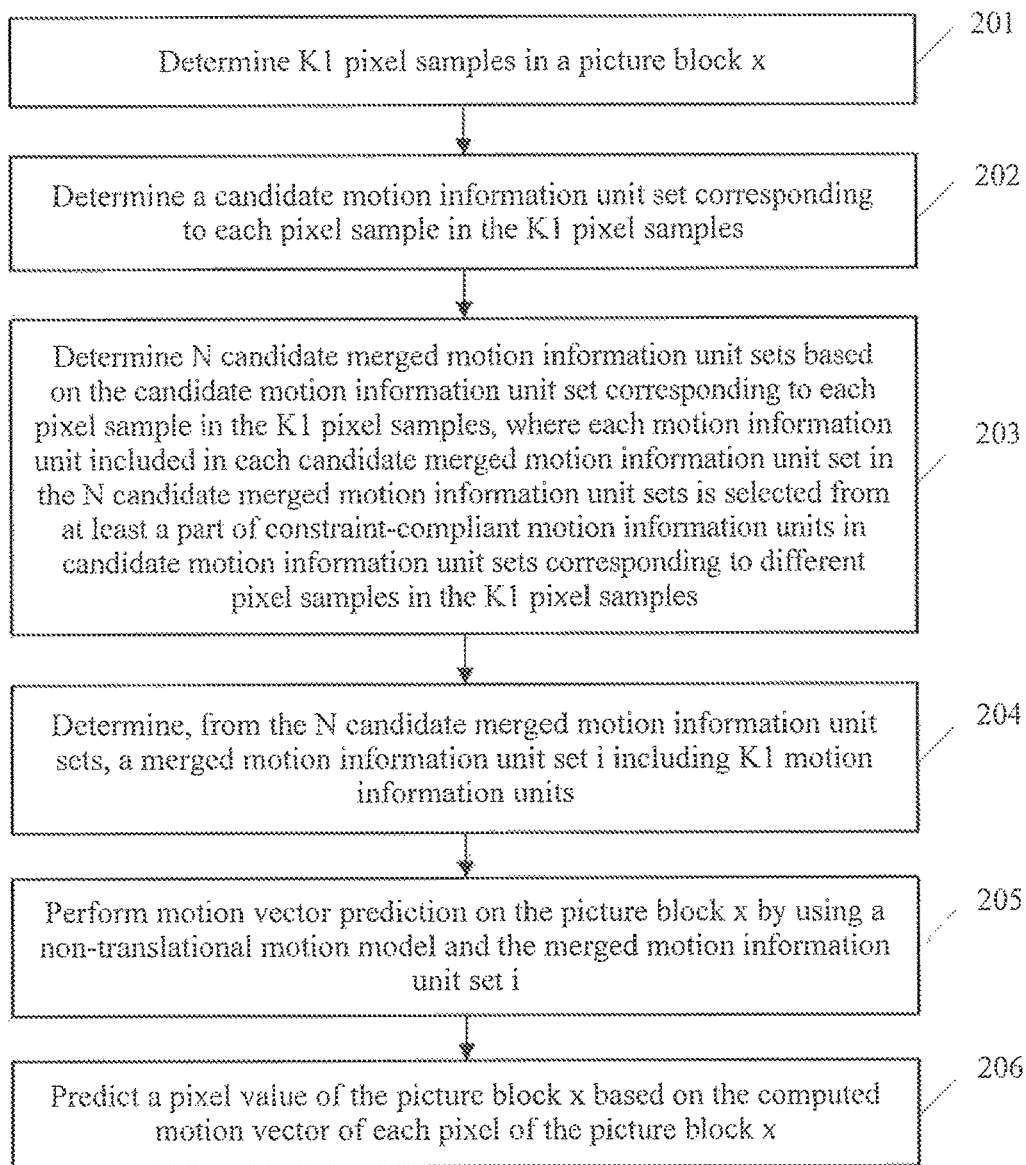 201
Determine K1 pixel samples in a picture block x
202
Determine a candidate motion information unit set corresponding
to each pixel sample in the K1 pixel samples
203
Determine N candidate merged motion information unit sets based
on the candidate motion information unit set corresponding to each
pixel sample in the K1 pixel samples, where each motion information
unit included in each candidate merged motion information unit set in
the N candidate merged motion information unit sets is selected from
at least a part of constraint-compliant motion information units in
candidate motion information unit sets corresponding to different
pixel samples in the K1 pixel samples
204
Determine, from the N candidate merged motion information unit
sets, a merged motion information unit set i including K1 motion
information units
205
Perform motion vector prediction on the picture block x by using a
non-translational motion model and the merged motion information
unit set i
206
Predict a pixel value of the picture block x based on the computed
motion vector of each pixel of the picture block x